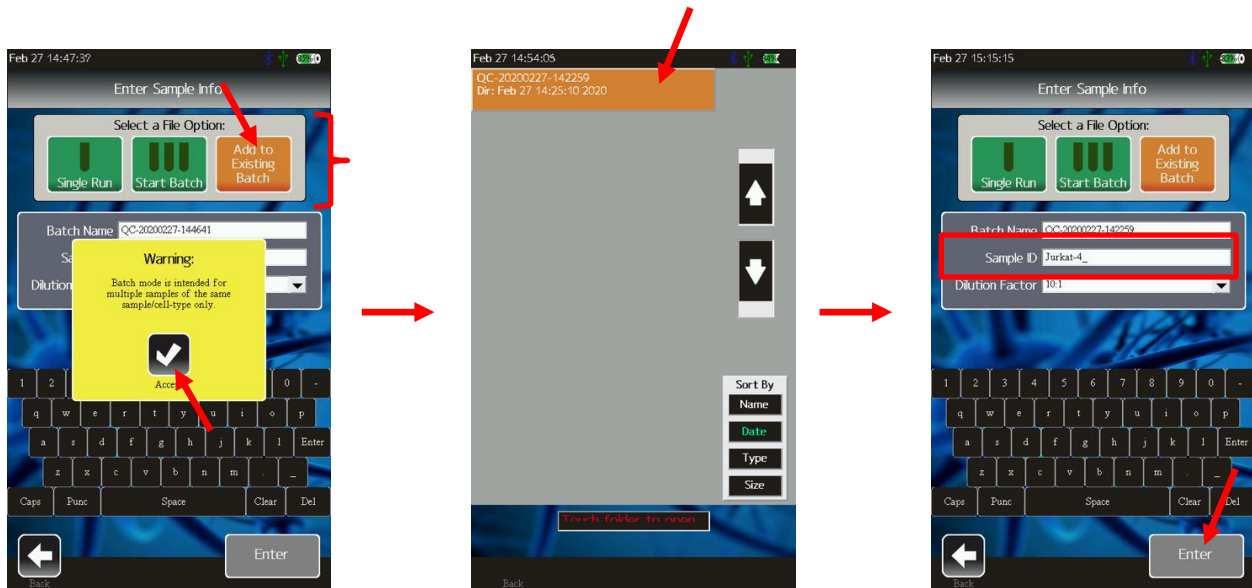 Feb 27 14:47:37
Enter Sample Info
Select a File Option:
Single Run
Start Batch
Add to
Existing
Batch
Batch Name QC-20200227-144641
Sa
Dilution
Warning:
Batch mode is intended for
multiple samples of the same
sample/cell-type only.
Acce
1 2 0 -
q w e r t y u i o p
a s d f g h j k l Enter
z x c v b n m . _
Caps Punc Space Clear Del
Back
Enter
Feb 27 14:54:05
QC-20200227-142259
Dir: Feb 27 14:25:10 2020
Sort By
Name
Date
Type
Size
Touch folder to open
Back
Feb 27 15:15:15
Enter Sample Info
Select a File Option:
Single Run
Start Batch
Add to
Existing
Batch
Batch Name QC-20200227-142259
Sample ID Jurkat-4_
Dilution Factor 10:1
1 2 3 4 5 6 7 8 9 0 -
q w e r t y u i o p
a s d f g h j k l Enter
z x c v b n m . _
Caps Punc Space Clear Del
Back
Enter